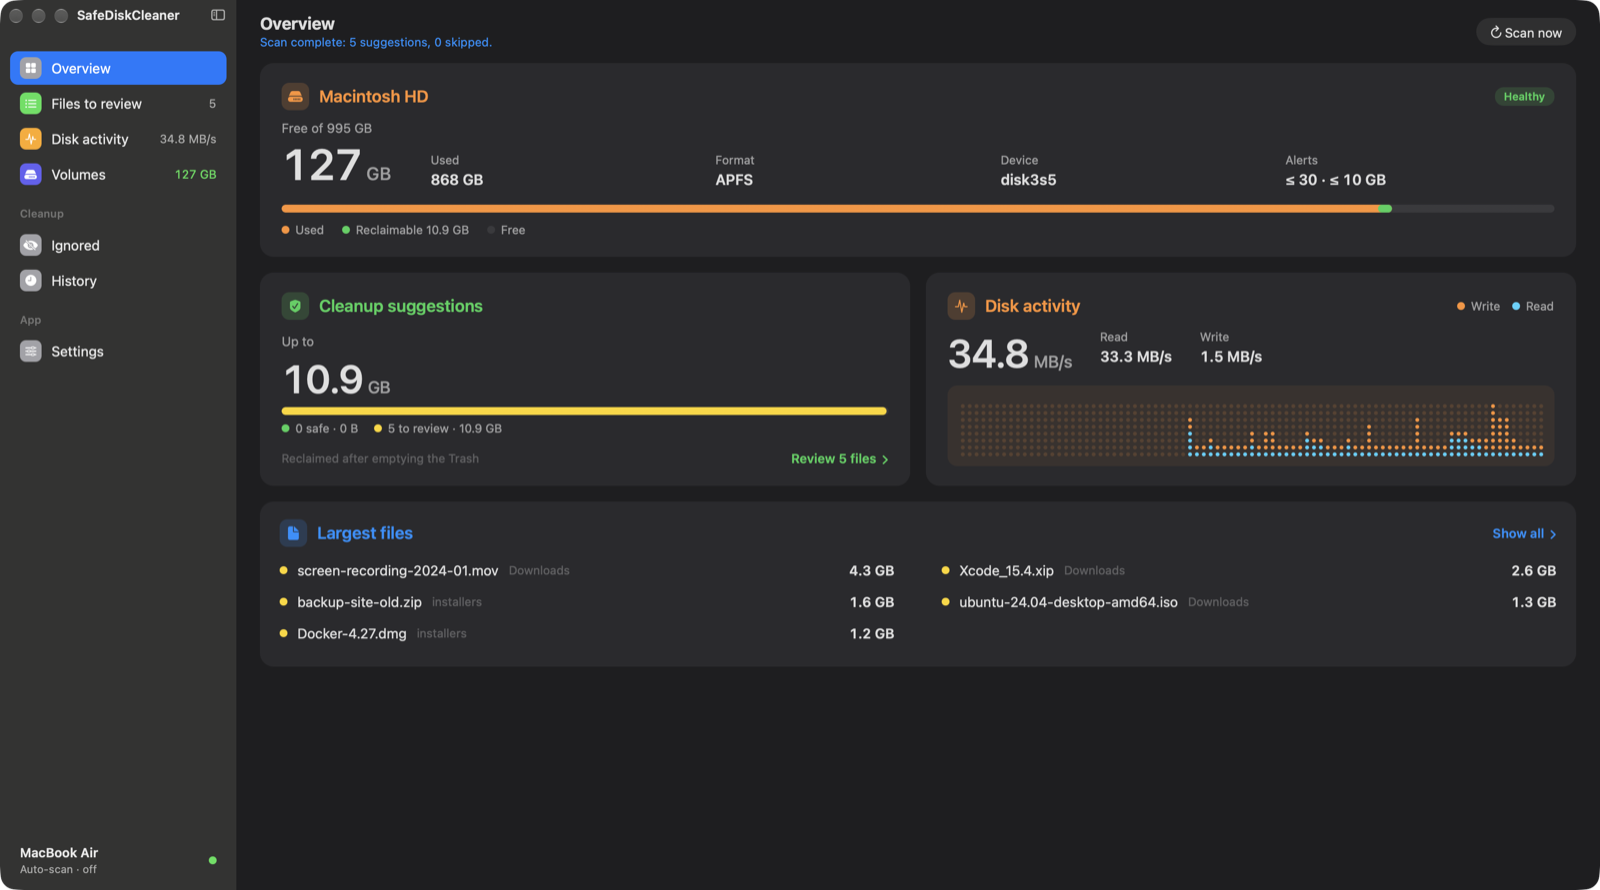 SafeDiskCleaner
Overview
Files to review 5
Disk activity 34.8 MB/s
Volumes 127 GB
Cleanup
Ignored
History
App
Settings
MacBook Air
Auto-scan · off
Overview
Scan complete: 5 suggestions, 0 skipped.
Scan now
Macintosh HD
Healthy
Free of 995 GB
127 GB
Used
868 GB
Format
APFS
Device
disk3s5
Alerts
≤ 30 · ≤ 10 GB
Used Reclaimable 10.9 GB Free
Cleanup suggestions
Up to
10.9 GB
0 safe · 0 B 5 to review · 10.9 GB
Reclaimed after emptying the Trash
Review 5 files
Disk activity
Write Read
34.8 MB/s
Read
33.3 MB/s
Write
1.5 MB/s
Largest files
Show all
screen-recording-2024-01.mov Downloads 4.3 GB
Xcode_15.4.xip Downloads 2.6 GB
backup-site-old.zip installers 1.6 GB
ubuntu-24.04-desktop-amd64.iso Downloads 1.3 GB
Docker-4.27.dmg installers 1.2 GB